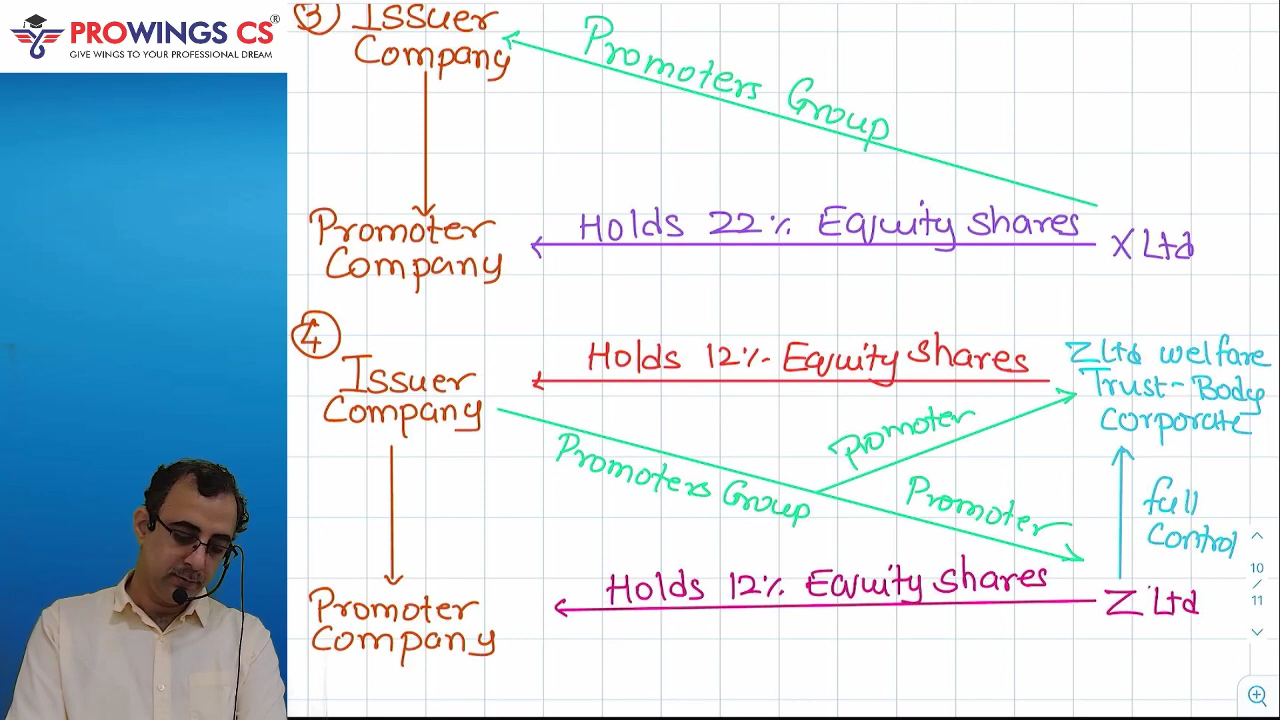 PROWINGS CS®
GIVE WINGS TO YOUR PROFESSIONAL DREAM
3 Issuer
Company
Promoters Group
Holds 22% Equity shares
X Ltd
Promoter
Company
4
Issuer
Company
Holds 12% Equity shares
Z Ltd welfare
Trust-Body
Corporate
Promoter
Promoters Group
Promoter
full
control
Holds 12% Equity shares
Z Ltd
Promoter
Company
10
/
11